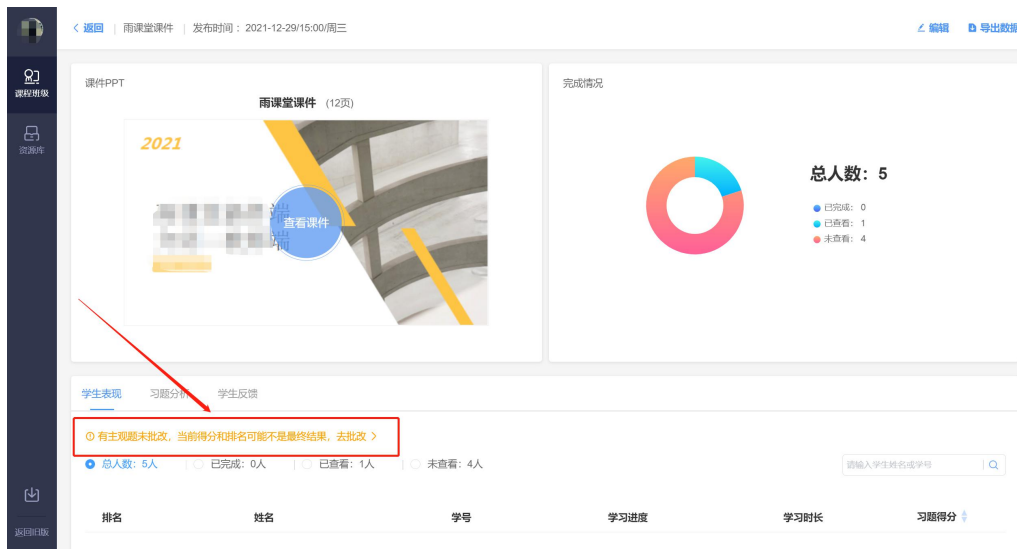 返回 | 雨课堂课件 | 发布时间：2021-12-29/15:00/周三
编辑
导出数据
课程班级
资源库
返回旧版
课件PPT
雨课堂课件 (12页)
2021
端
查看课件
端
完成情况
总人数：5
已完成：0
已查看：1
未查看：4
学生表现 习题分析 学生反馈
有主观题未批改，当前得分和排名可能不是最终结果，去批改
总人数：5人 已完成：0人 已查看：1人 未查看：4人
请输入学生姓名或学号
排名 姓名 学号 学习进度 学习时长 习题得分